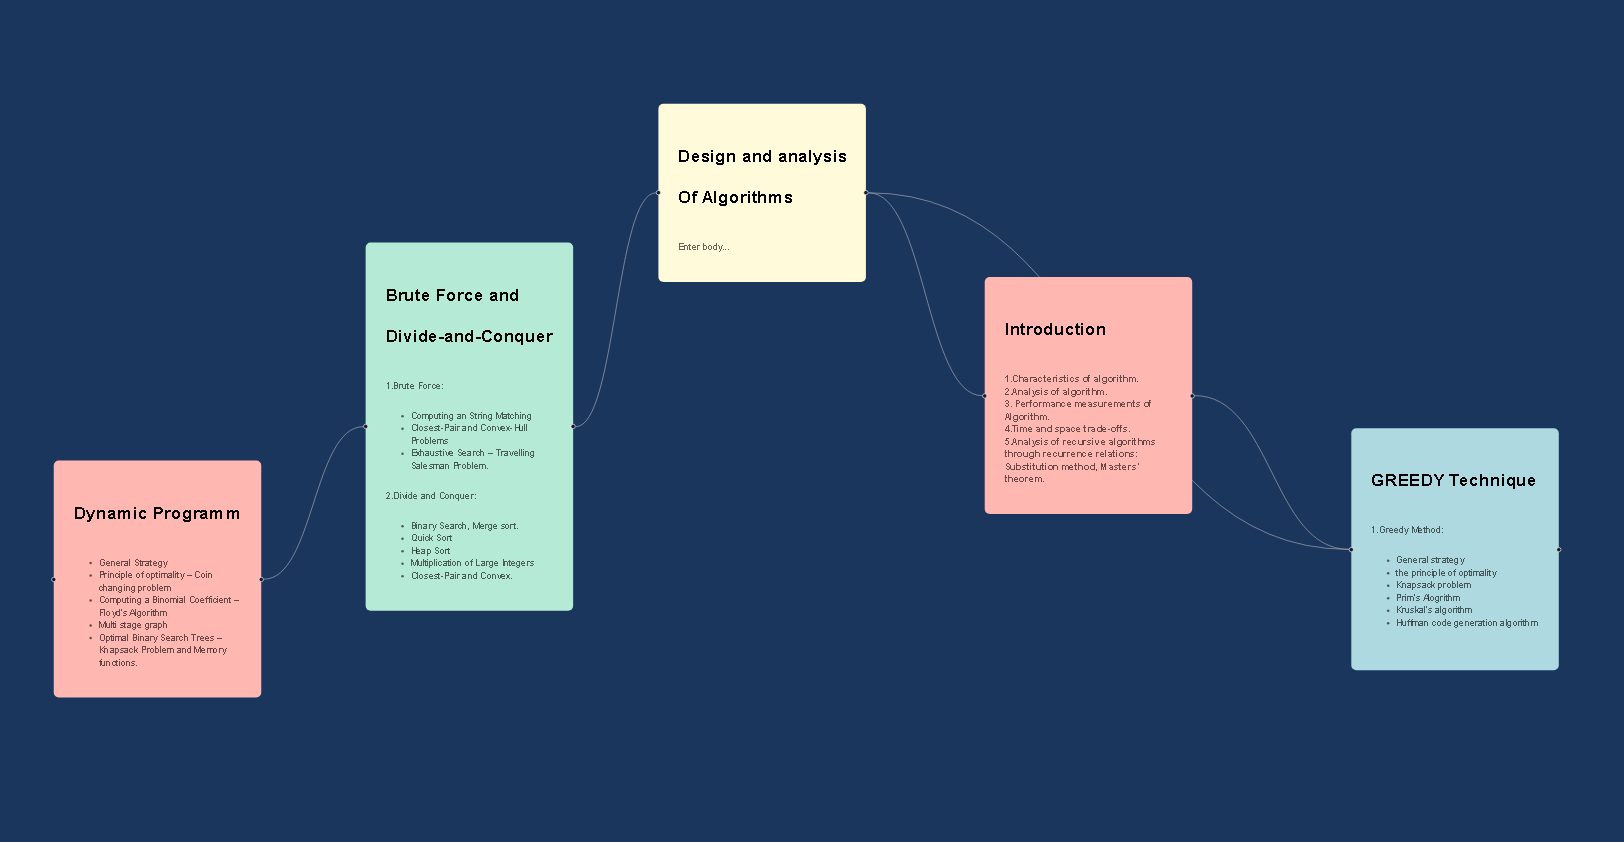 Design and analysis
Of Algorithms
Enter body...
Brute Force and
Divide-and-Conquer
1.Brute Force:
• Computing an String Matching
• Closest-Pair and Convex-Hull
Problems
• Exhaustive Search – Travelling
Salesman Problem.
2.Divide and Conquer:
• Binary Search, Merge sort.
• Quick Sort
• Heap Sort
• Multiplication of Large Integers
• Closest-Pair and Convex.
Dynamic Programm
• General Strategy
• Principle of optimality – Coin
changing problem
• Computing a Binomial Coefficient –
Floyd's Algorithm
• Multi stage graph
• Optimal Binary Search Trees –
Knapsack Problem and Memory
functions.
Introduction
1.Characteristics of algorithm.
2.Analysis of algorithm.
3. Performance measurements of
Algorithm.
4.Time and space trade-offs.
5.Analysis of recursive algorithms
through recurrence relations:
Substitution method, Masters'
theorem.
GREEDY Technique
1.Greedy Method:
• General strategy
• the principle of optimality
• Knapsack problem
• Prim's Alogrithm
• Kruskal's algorithm
• Huffman code generation algorithm